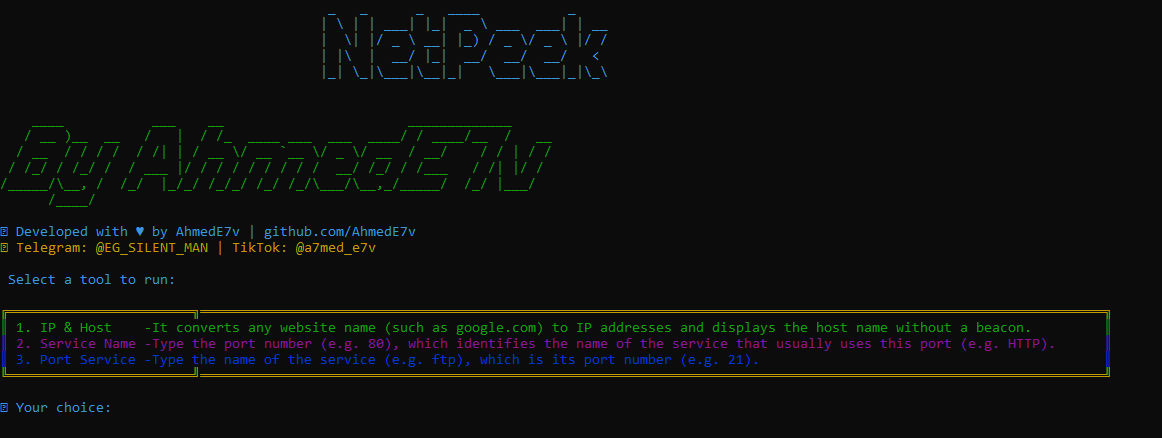 NetPeek
By AhmedE7v
Developed with ♥ by AhmedE7v | github.com/AhmedE7v
Telegram: @EG_SILENT_MAN | TikTok: @a7med_e7v
Select a tool to run:
1. IP & Host    -It converts any website name (such as google.com) to IP addresses and displays the host name without a beacon.
2. Service Name -Type the port number (e.g. 80), which identifies the name of the service that usually uses this port (e.g. HTTP).
3. Port Service -Type the name of the service (e.g. ftp), which is its port number (e.g. 21).
Your choice: